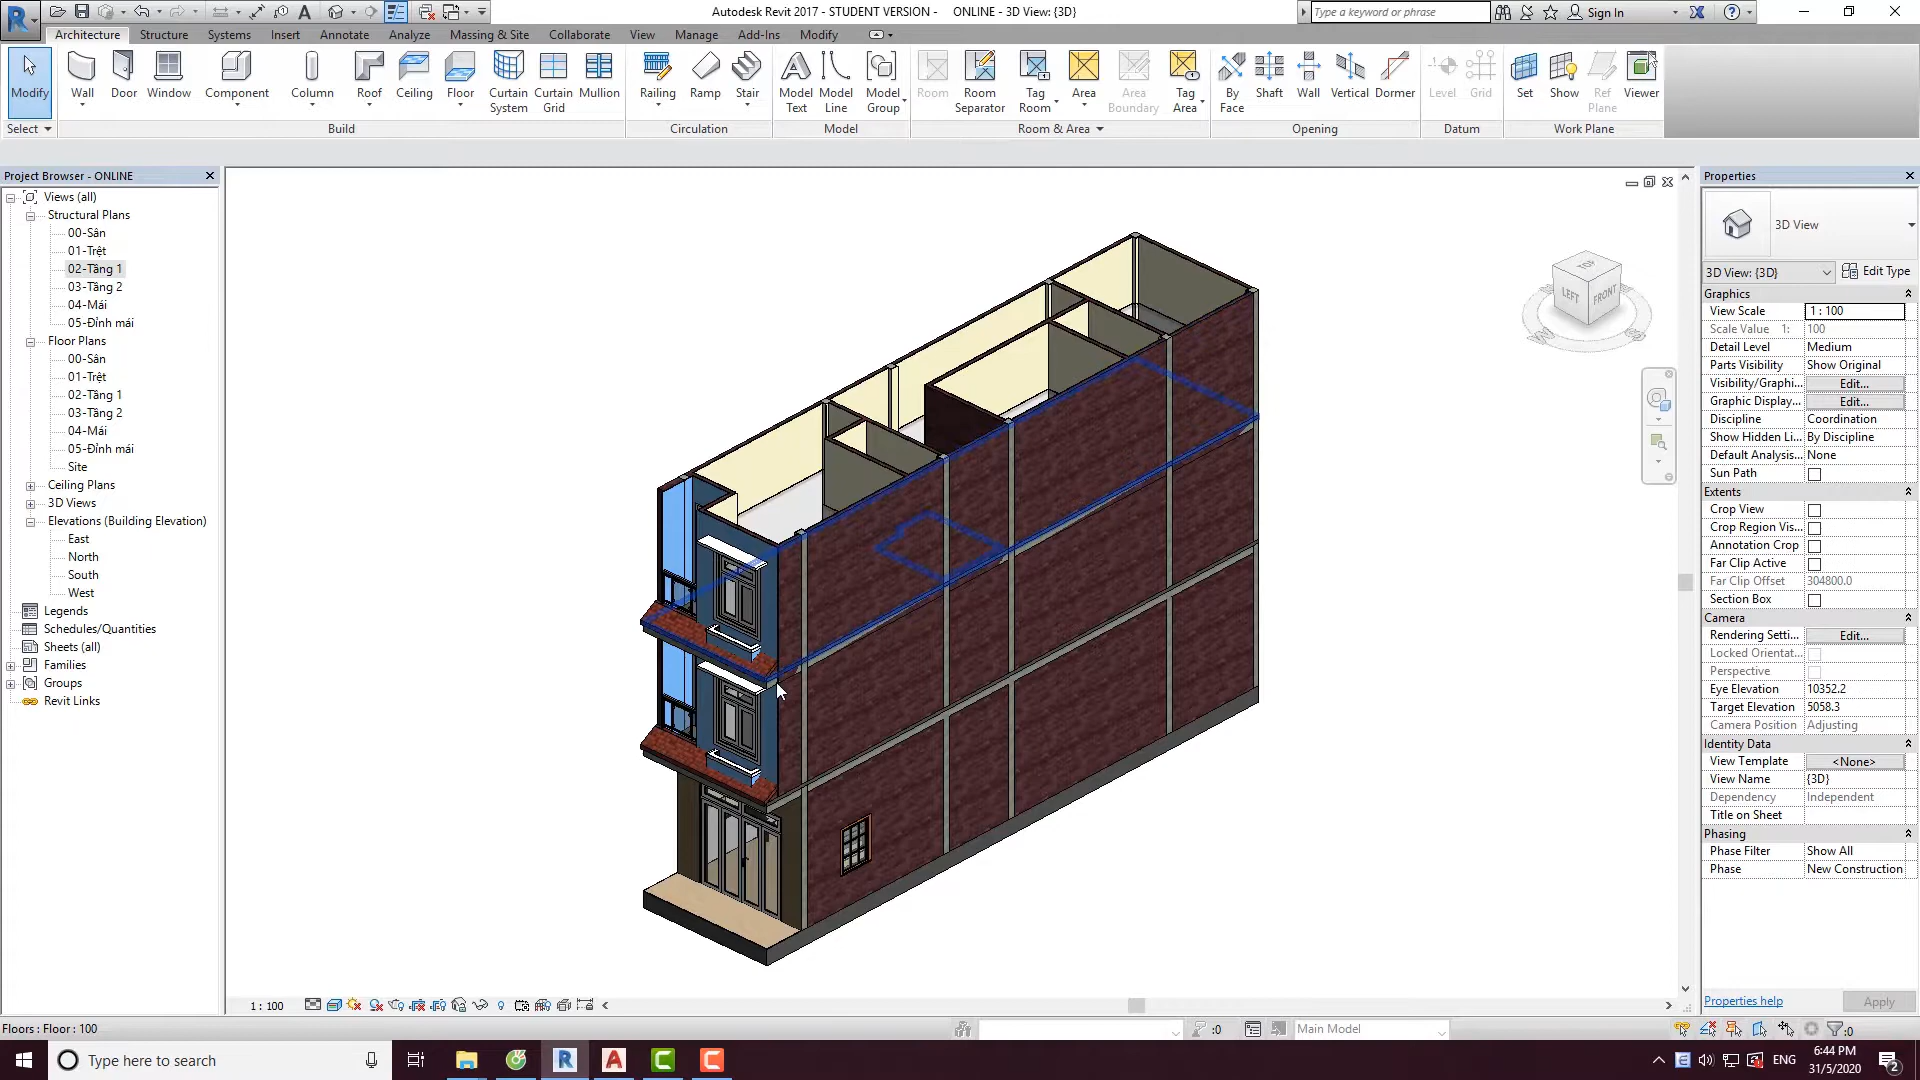 Autodesk Revit 2017 - STUDENT VERSION - ONLINE - 3D View: {3D}
Type a keyword or phrase
Sign In
Architecture Structure Systems Insert Annotate Analyze Massing & Site Collaborate View Manage Add-Ins Modify
Modify Wall Door Window Component Column Roof Ceiling Floor Curtain System Curtain Grid Mullion Railing Ramp Stair Model Text Model Line Model Group Room Room Separator Tag Room Area Area Boundary Tag Area By Face Shaft Wall Vertical Dormer Level Grid Set Show Ref Plane Viewer
Select Build Circulation Model Room & Area Opening Datum Work Plane
Project Browser - ONLINE
Views (all)
Structural Plans
00-Sân
01-Trệt
02-Tầng 1
03-Tầng 2
04-Mái
05-Đỉnh mái
Floor Plans
00-Sân
01-Trệt
02-Tầng 1
03-Tầng 2
04-Mái
05-Đỉnh mái
Site
Ceiling Plans
3D Views
Elevations (Building Elevation)
East
North
South
West
Legends
Schedules/Quantities
Sheets (all)
Families
Groups
Revit Links
TOP
LEFT
FRONT
W
Properties
3D View
3D View: {3D} Edit Type
Graphics
View Scale 1 : 100
Scale Value 1: 100
Detail Level Medium
Parts Visibility Show Original
Visibility/Graphi... Edit...
Graphic Display... Edit...
Discipline Coordination
Show Hidden Li... By Discipline
Default Analysis... None
Sun Path
Extents
Crop View
Crop Region Vis...
Annotation Crop
Far Clip Active
Far Clip Offset 304800.0
Section Box
Camera
Rendering Setti... Edit...
Locked Orientat...
Perspective
Eye Elevation 10352.2
Target Elevation 5058.3
Camera Position Adjusting
Identity Data
View Template <None>
View Name {3D}
Dependency Independent
Title on Sheet
Phasing
Phase Filter Show All
Phase New Construction
Properties help Apply
1 : 100
Floors : Floor : 100
:0
Main Model
:0
Type here to search
ENG
6:44 PM
31/5/2020
2